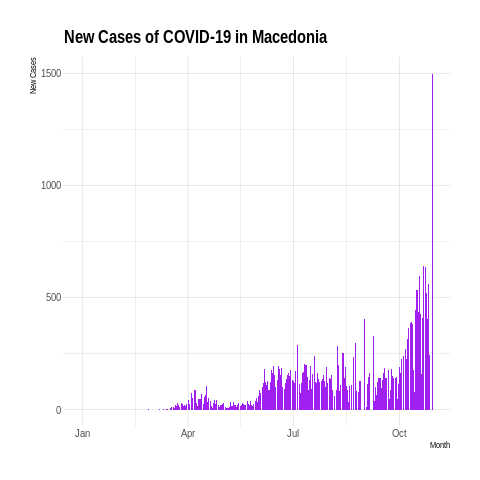 New Cases of COVID-19 in Macedonia
New Cases
1500
1000
500
0
Jan Apr Jul Oct
Month